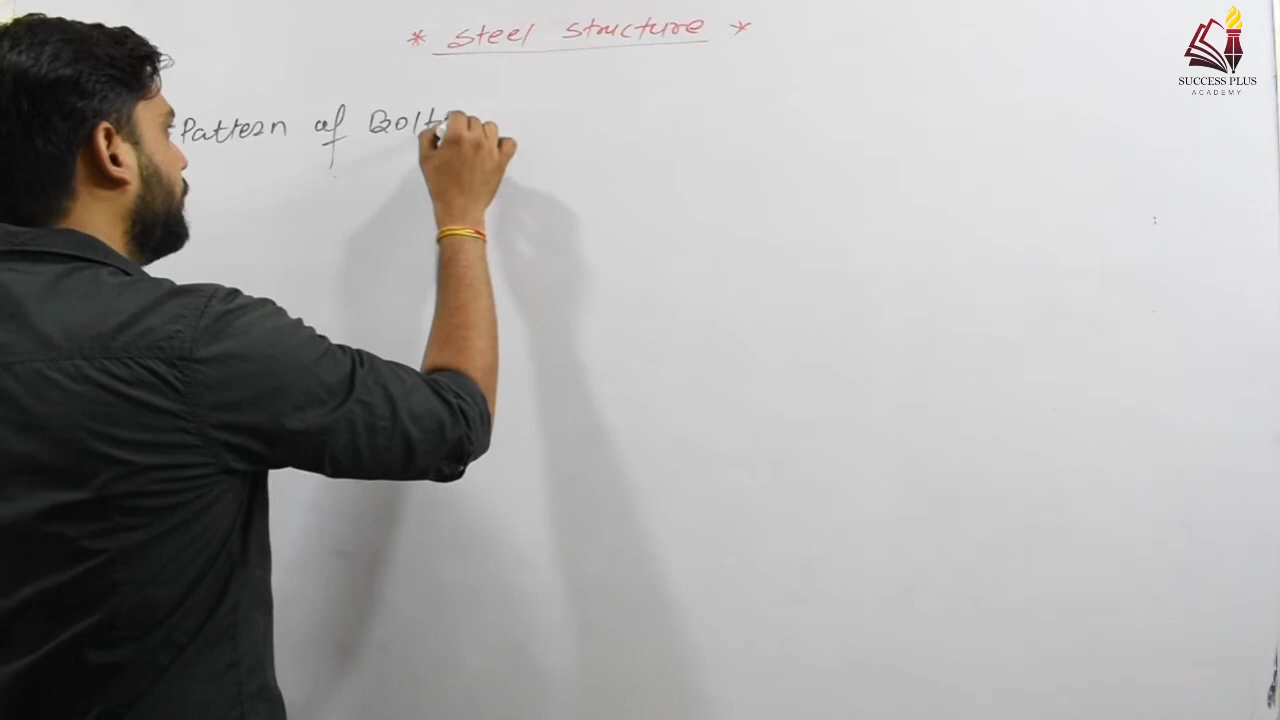 * Steel Structure *
Pattern of Bolt
SUCCESS PLUS
ACADEMY